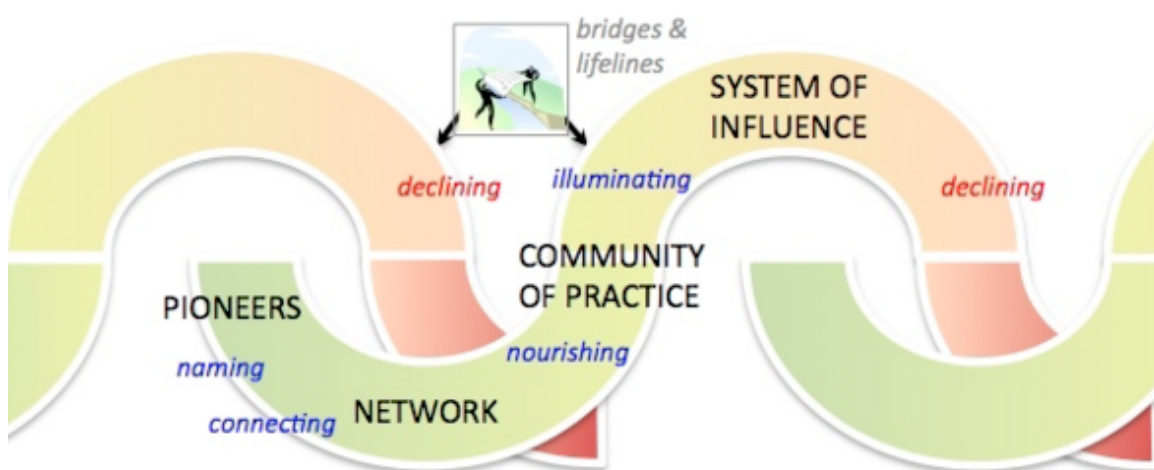 bridges &
lifelines
SYSTEM OF
INFLUENCE
declining
illuminating
declining
COMMUNITY
OF PRACTICE
PIONEERS
nourishing
naming
NETWORK
connecting